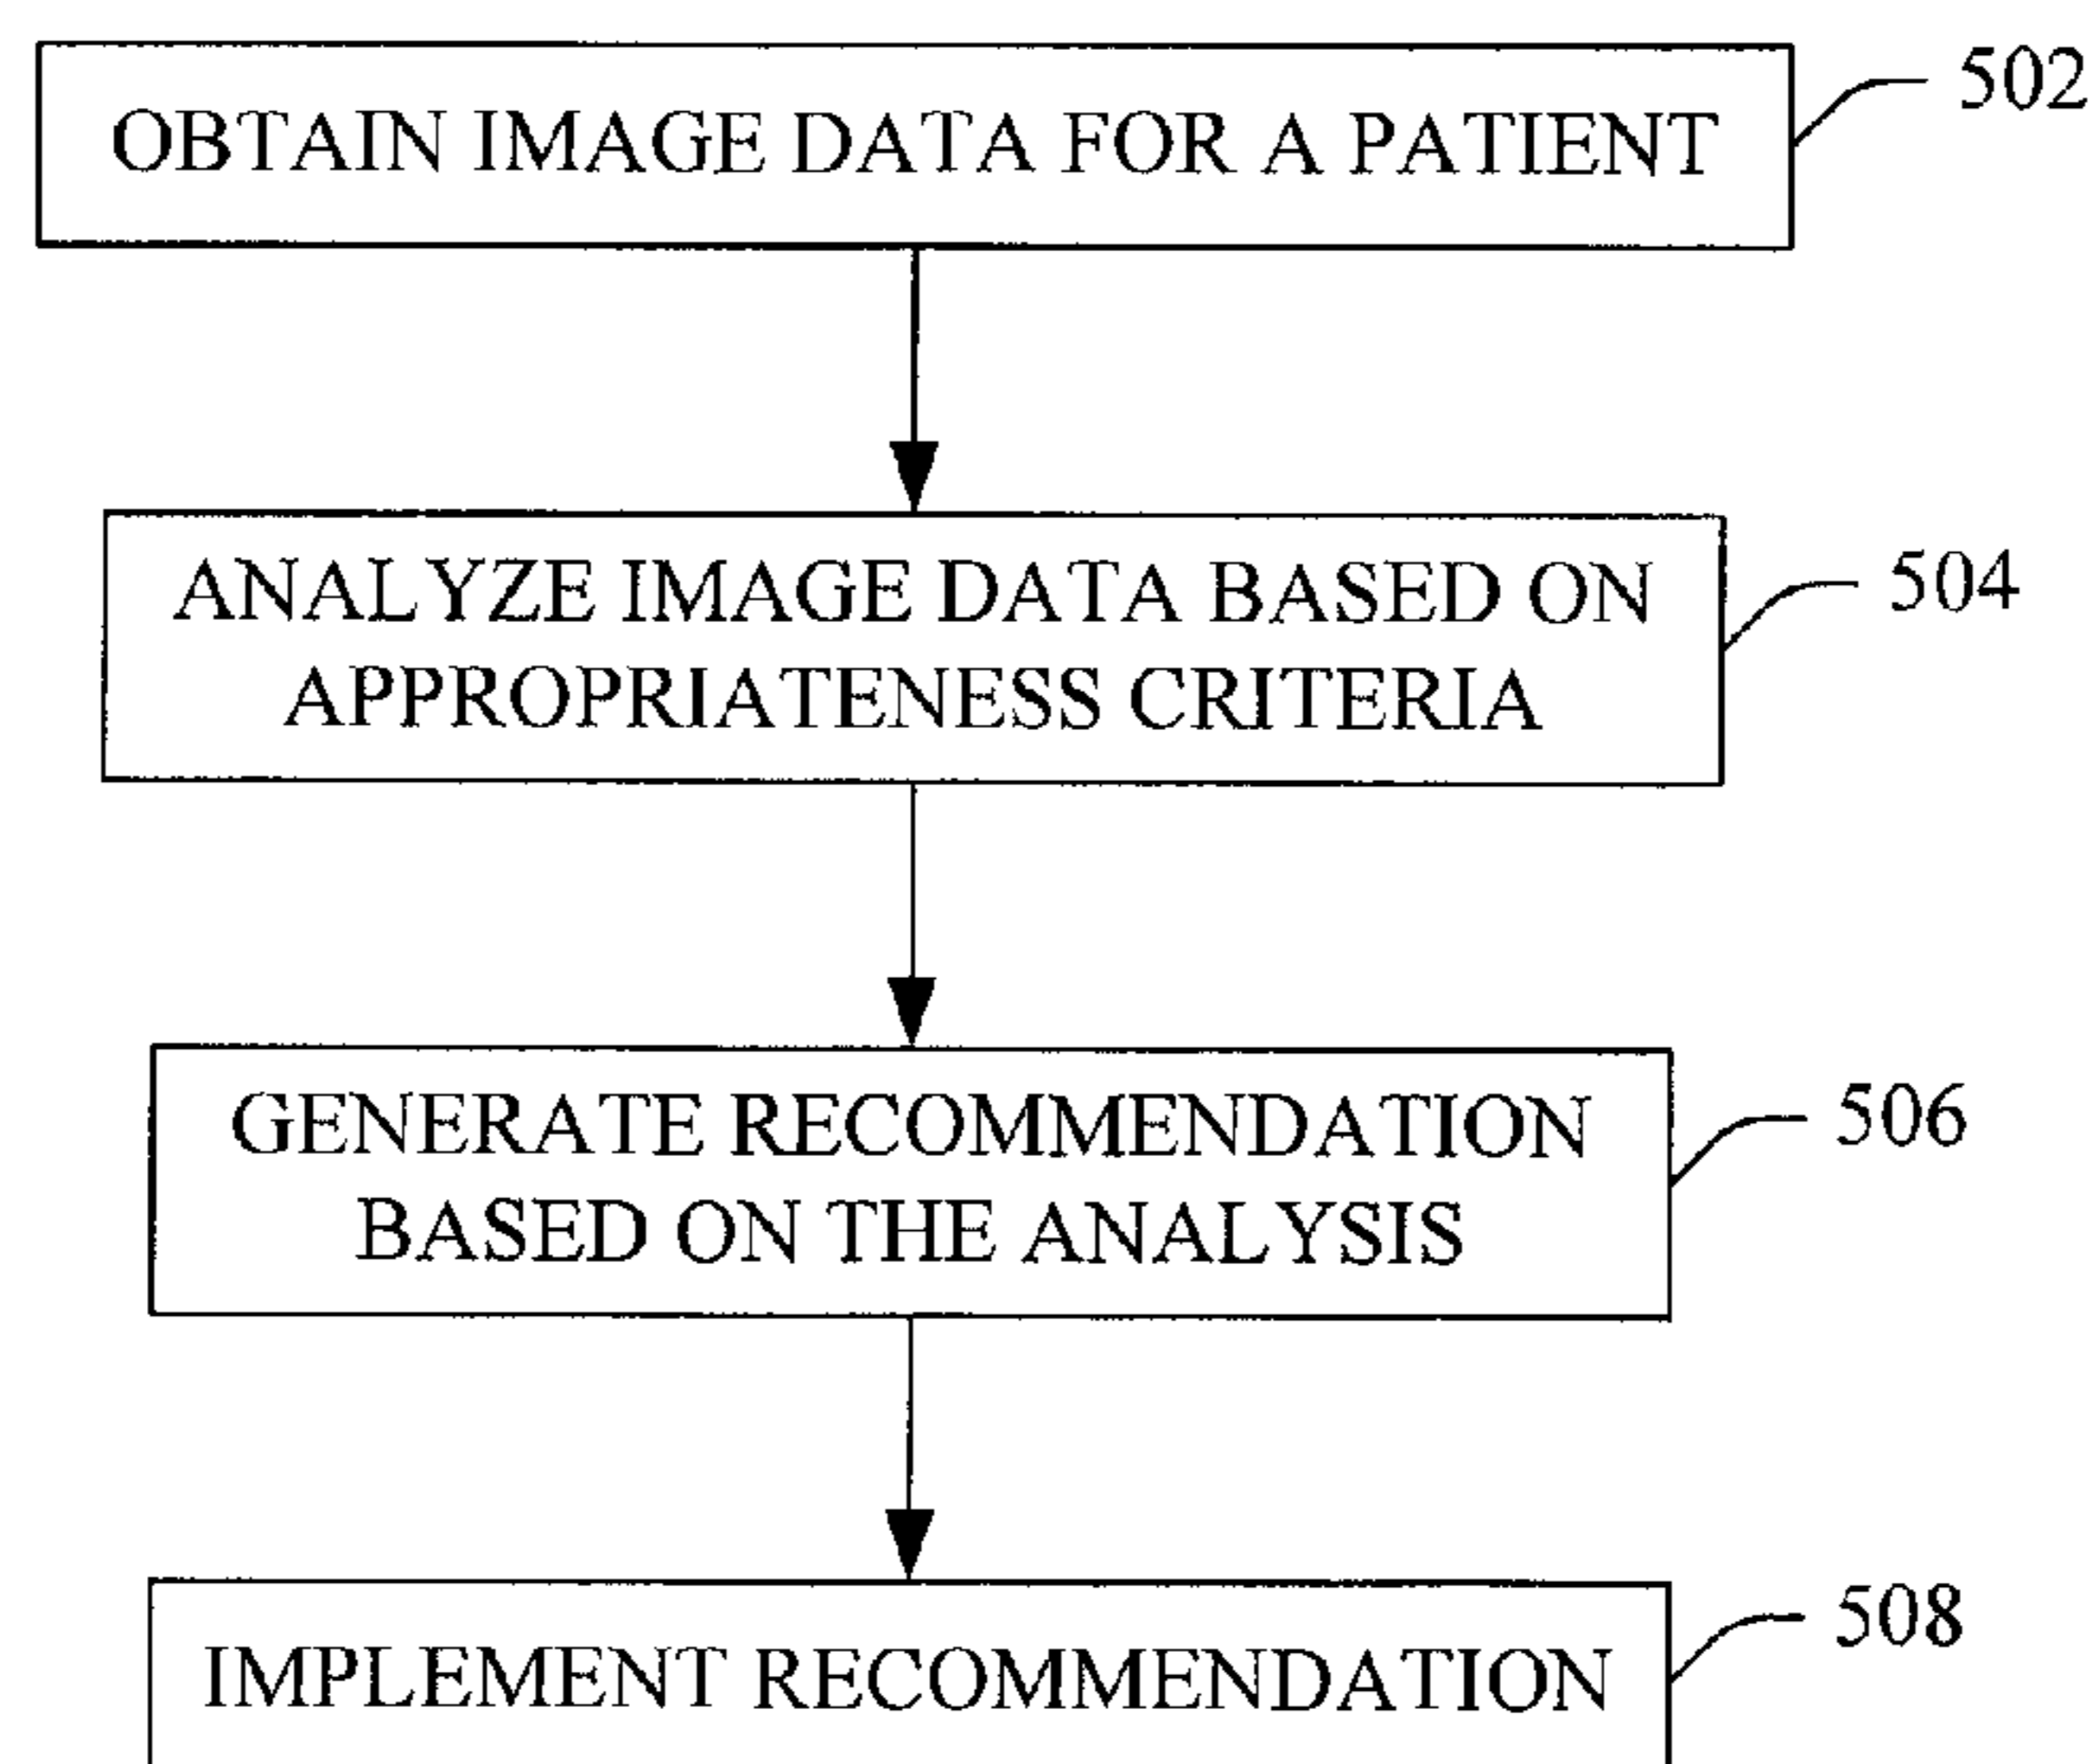 OBTAIN IMAGE DATA FOR A PATIENT
502
ANALYZE IMAGE DATA BASED ON
APPROPRIATENESS CRITERIA
504
GENERATE RECOMMENDATION
BASED ON THE ANALYSIS
506
IMPLEMENT RECOMMENDATION
508